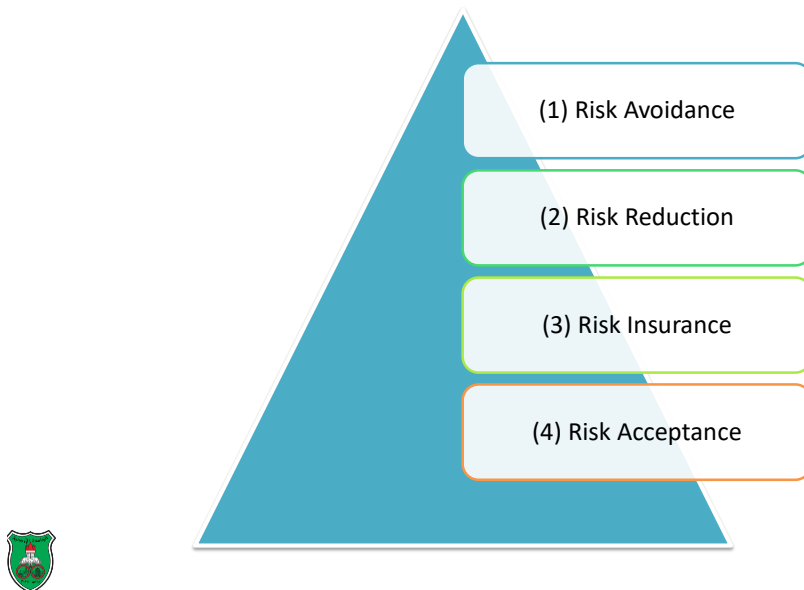 (1) Risk Avoidance
(2) Risk Reduction
(3) Risk Insurance
(4) Risk Acceptance